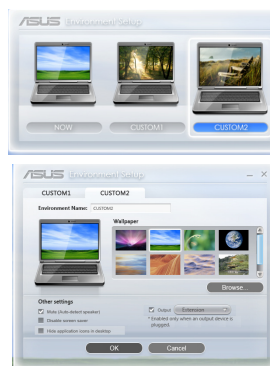 ASUS Environment Setup
NOW
CUSTOM1
CUSTOM2
ASUS Environment Setup
CUSTOM1
CUSTOM2
Environment Name:
CUSTOM2
Wallpaper
Browse...
Other settings
Mute (Auto-detect speaker)
Output
Extension
Disable screen saver
* Enabled only when an output device is
plugged.
Hide application icons in desktop
OK
Cancel